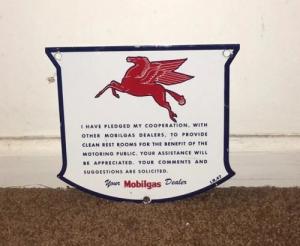 I HAVE PLEDGED MY COOPERATION, WITH
OTHER MOBILGAS DEALERS, TO PROVIDE
CLEAN REST ROOMS FOR THE BENEFIT OF THE
MOTORING PUBLIC. YOUR ASSISTANCE WILL
BE APPRECIATED. YOUR COMMENTS AND
SUGGESTIONS ARE SOLICITED.
Your Mobilgas Dealer